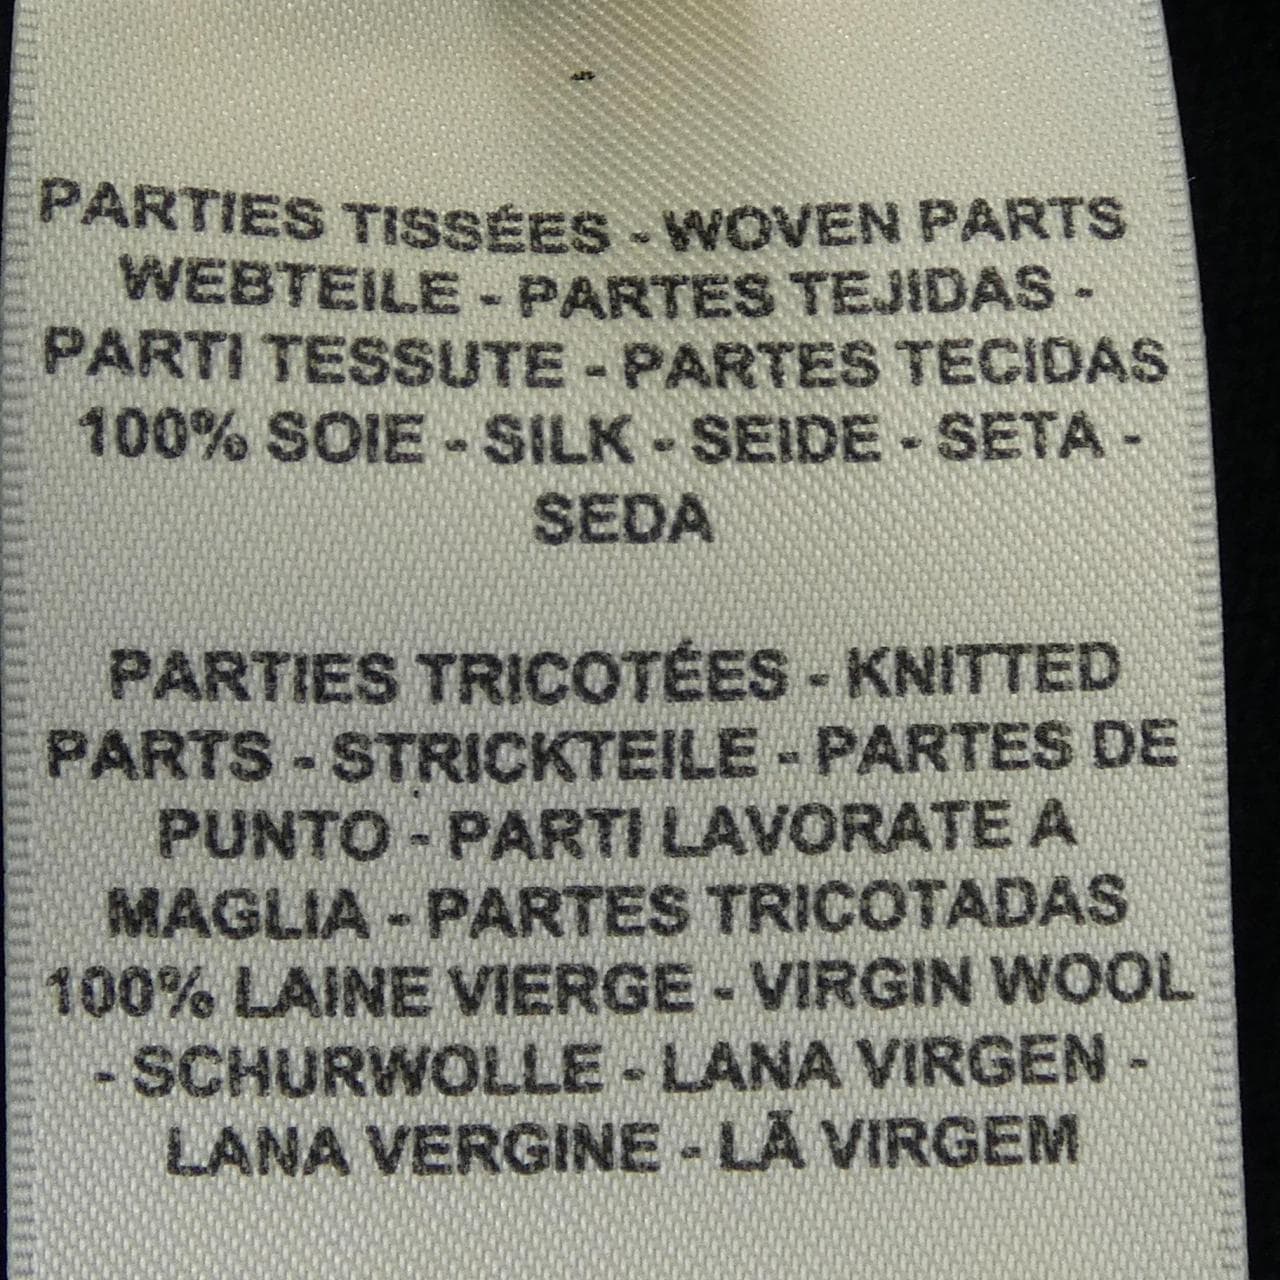 PARTIES TISSÉES - WOVEN PARTS
WEBTEILE - PARTES TEJIDAS -
PARTI TESSUTE - PARTES TECIDAS
100% SOIE - SILK - SEIDE - SETA -
SEDA
PARTIES TRICOTÉES - KNITTED
PARTS - STRICKTEILE - PARTES DE
PUNTO - PARTI LAVORATE A
MAGLIA - PARTES TRICOTADAS
100% LAINE VIERGE - VIRGIN WOOL
- SCHURWOLLE - LANA VIRGEN -
LANA VERGINE - LÃ VIRGEM